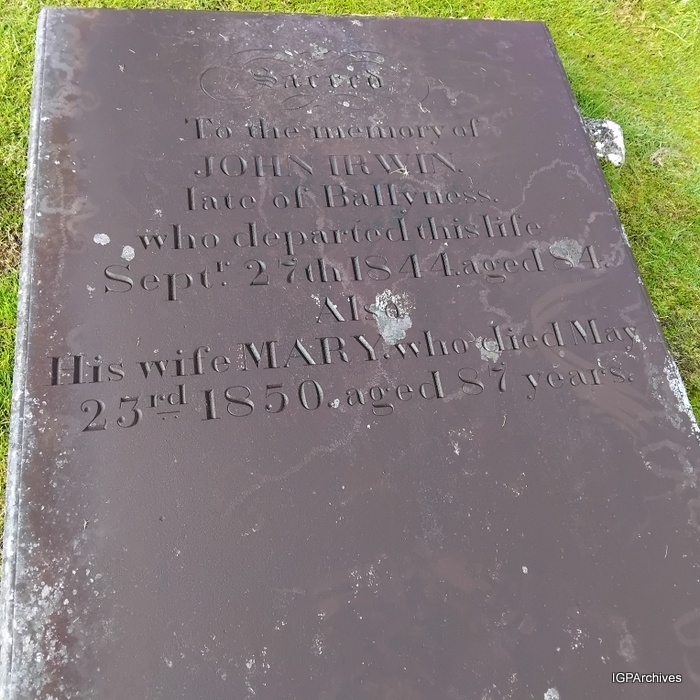 Sacred
To the memory of
JOHN IRWIN.
late of Ballyness.
who departed this life
Septr. 27th 1844. aged 84.
Also
His wife MARY. who died May
23rd 1850. aged 87 years.
IGPArchives